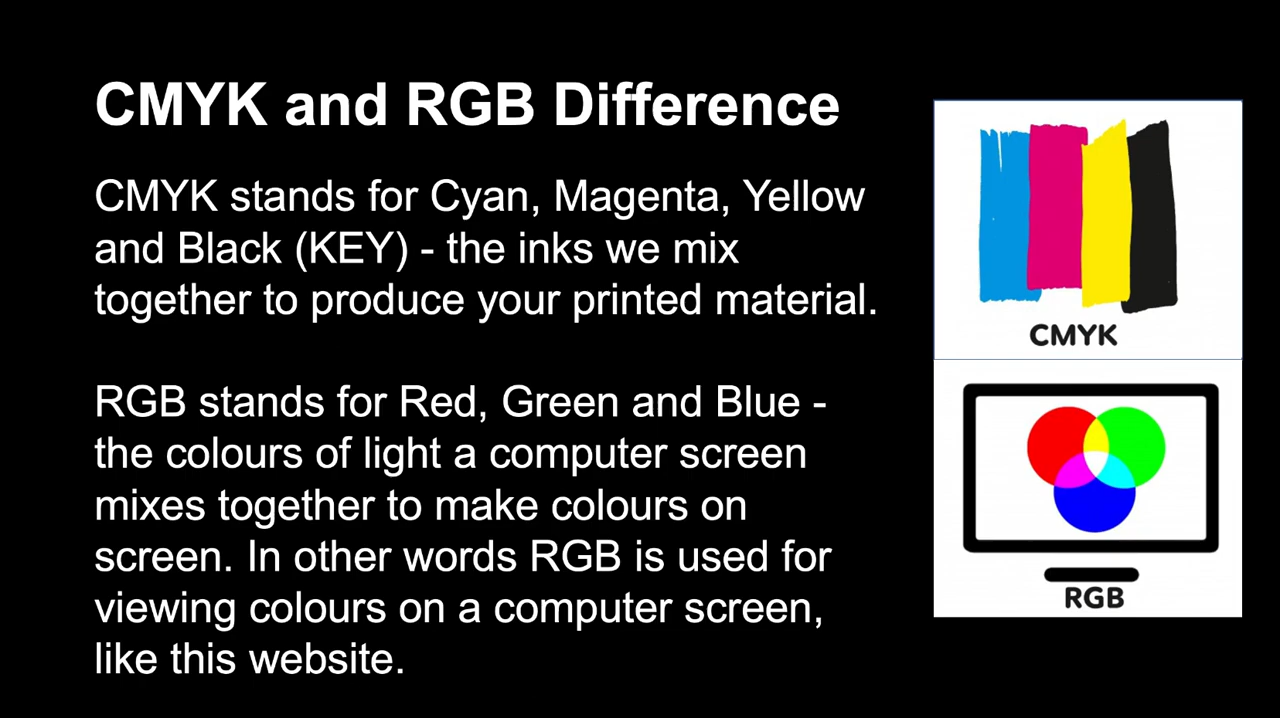 CMYK and RGB Difference
CMYK stands for Cyan, Magenta, Yellow
and Black (KEY) - the inks we mix
together to produce your printed material.
RGB stands for Red, Green and Blue -
the colours of light a computer screen
mixes together to make colours on
screen. In other words RGB is used for
viewing colours on a computer screen,
like this website.
CMYK
RGB